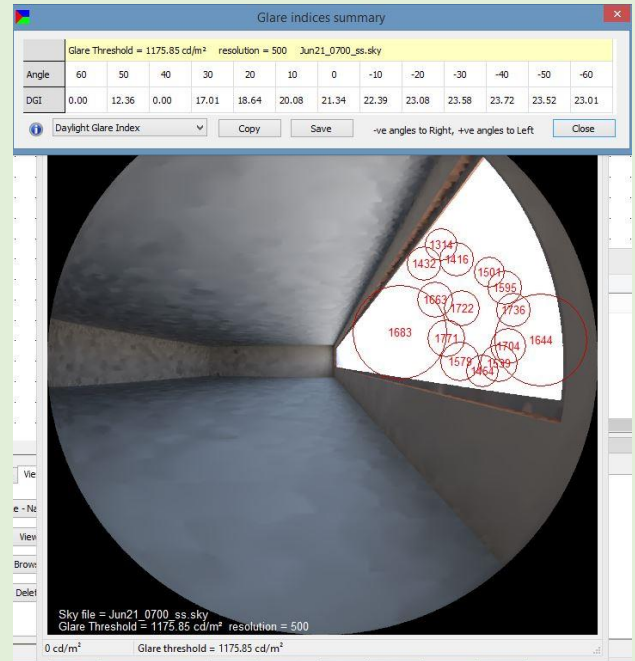 Glare indices summary
Glare Threshold = 1175.85 cd/m² resolution = 500 Jun21_0700_ss.sky
Angle 60 50 40 30 20 10 0 -10 -20 -30 -40 -50 -60
DGI 0.00 12.36 0.00 17.01 18.64 20.08 21.34 22.39 23.08 23.58 23.72 23.52 23.01
Daylight Glare Index Copy Save -ve angles to Right, +ve angles to Left Close
1314
1432 1416
1501
1595
1663
1722 1736
1683 1771 1704 1644
1579 1539
1454
Vie
e - Na
View
Brows
Delet
Sky file = Jun21_0700_ss.sky
Glare Threshold = 1175.85 cd/m² resolution = 500
0 cd/m² Glare threshold = 1175.85 cd/m²